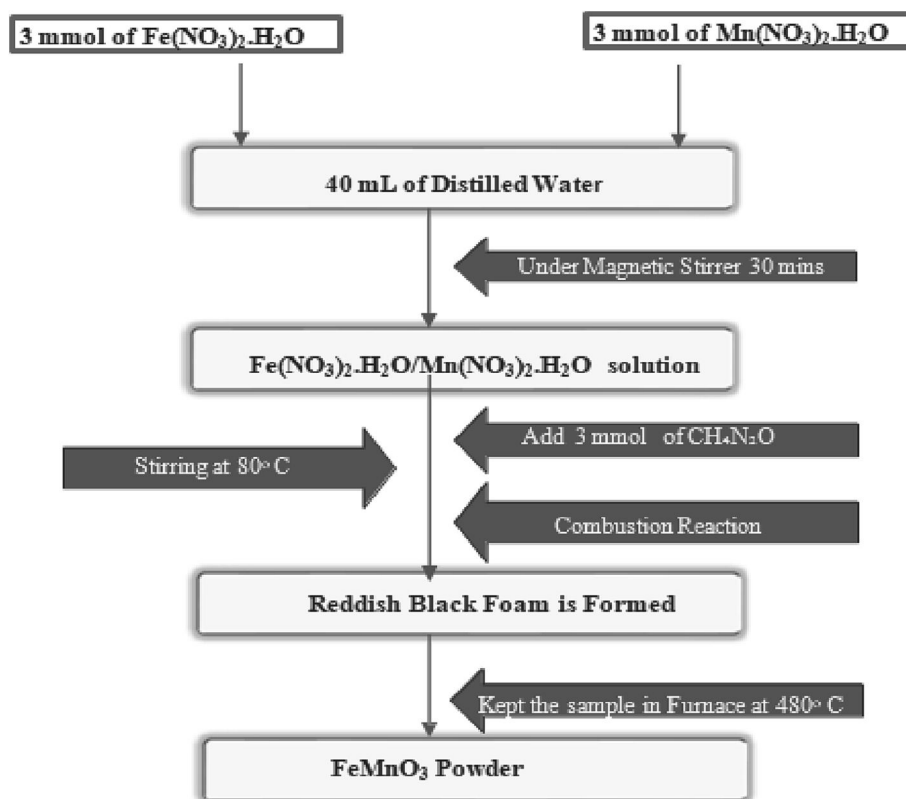 3 mmol of Fe(NO₃)₂.H₂O
3 mmol of Mn(NO₃)₂.H₂O
40 mL of Distilled Water
Under Magnetic Stirrer 30 mins
Fe(NO₃)₂.H₂O/Mn(NO₃)₂.H₂O solution
Add 3 mmol of CH₄N₂O
Stirring at 80° C
Combustion Reaction
Reddish Black Foam is Formed
Kept the sample in Furnace at 480° C
FeMnO₃ Powder